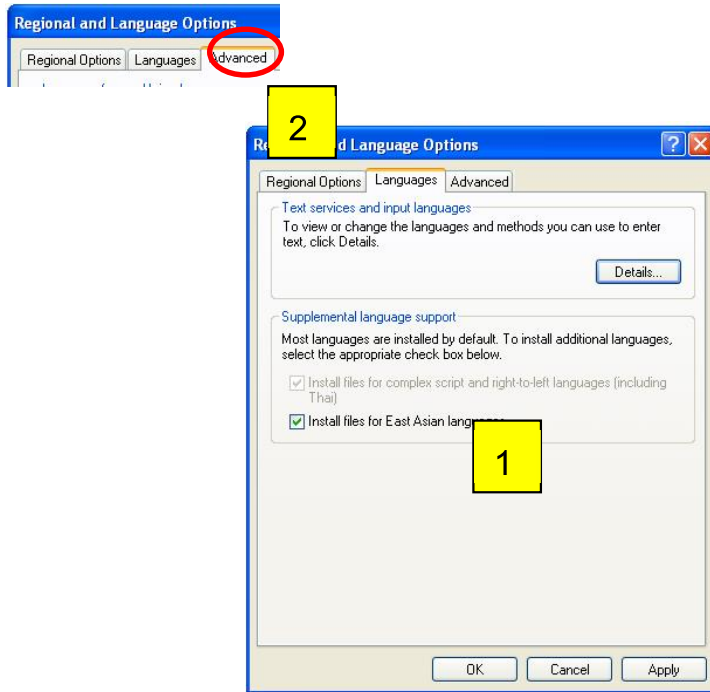 Regional and Language Options
Regional Options Languages Advanced
2
d Language Options
Regional Options Languages Advanced
Text services and input languages
To view or change the languages and methods you can use to enter
text, click Details.
Details...
Supplemental language support
Most languages are installed by default. To install additional languages,
select the appropriate check box below.
Install files for complex script and right-to-left languages (including
Thai)
Install files for East Asian languages
1
OK Cancel Apply